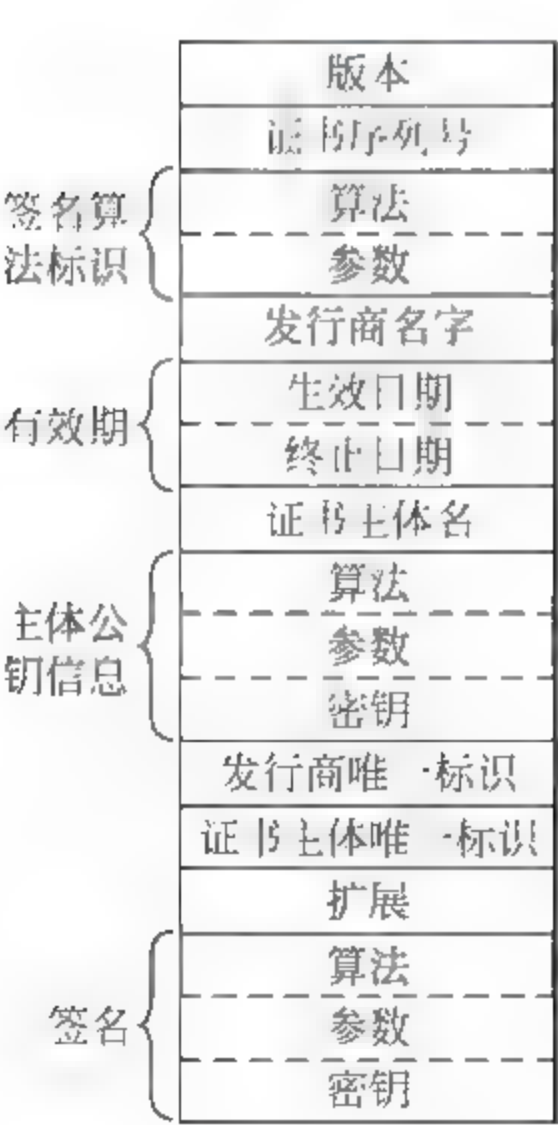 版本
证书序列号
签名算
法标识
算法
参数
发行商名字
有效期
生效日期
终止日期
证书主体名
主体公
钥信息
算法
参数
密钥
发行商唯一标识
证书主体唯一标识
扩展
签名
算法
参数
密钥